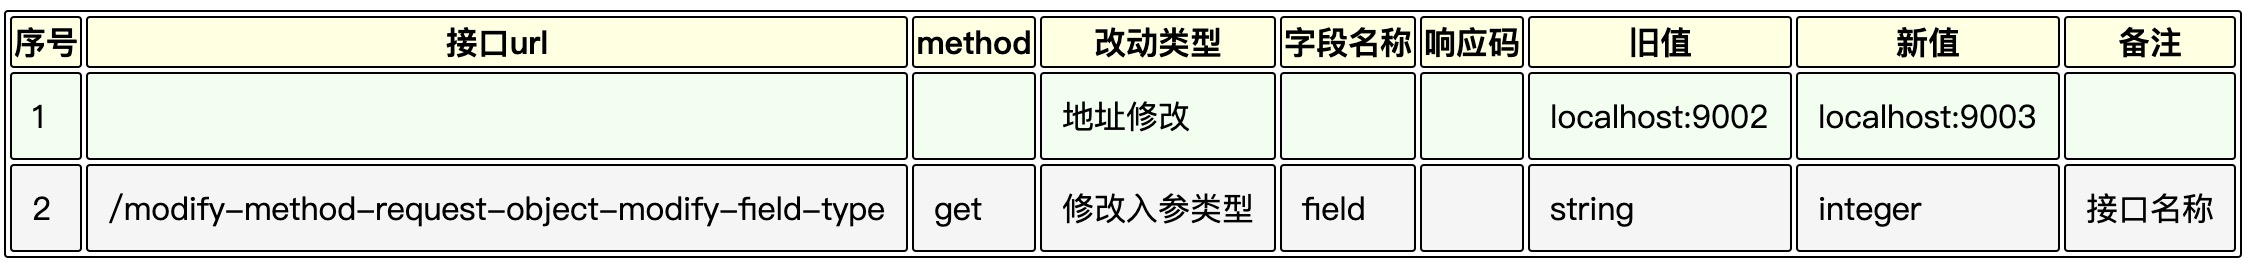 序号 接口url method 改动类型 字段名称 响应码 旧值 新值 备注
1 地址修改 localhost:9002 localhost:9003
2 /modify-method-request-object-modify-field-type get 修改入参类型 field string integer 接口名称